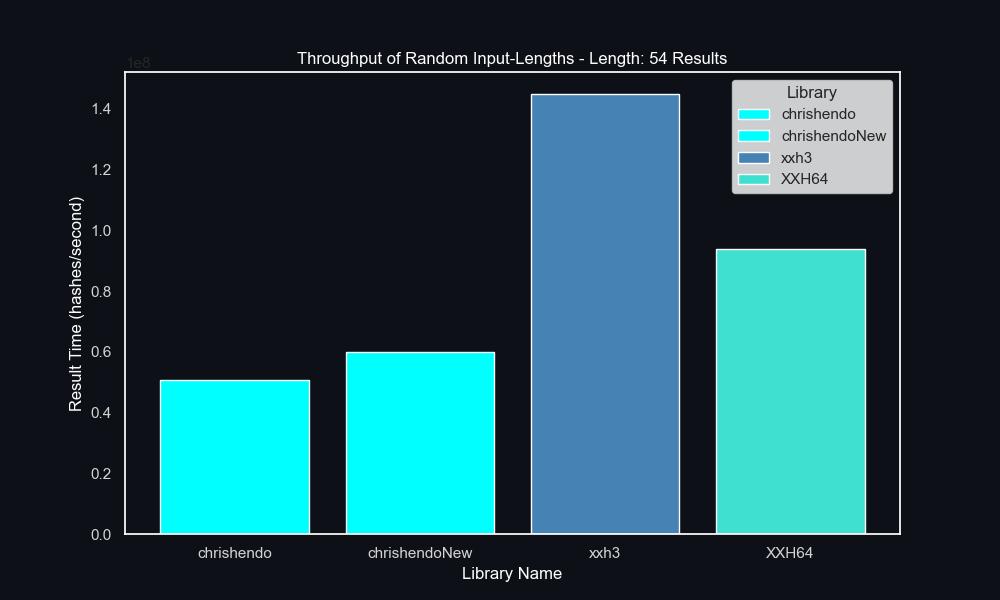 Throughput of Random Input-Lengths - Length: 54 Results
1e8
Library
chrishendo
chrishendoNew
xxh3
XXH64
1.4
1.2
1.0
0.8
0.6
0.4
0.2
0.0
Result Time (hashes/second)
chrishendo
chrishendoNew
xxh3
XXH64
Library Name